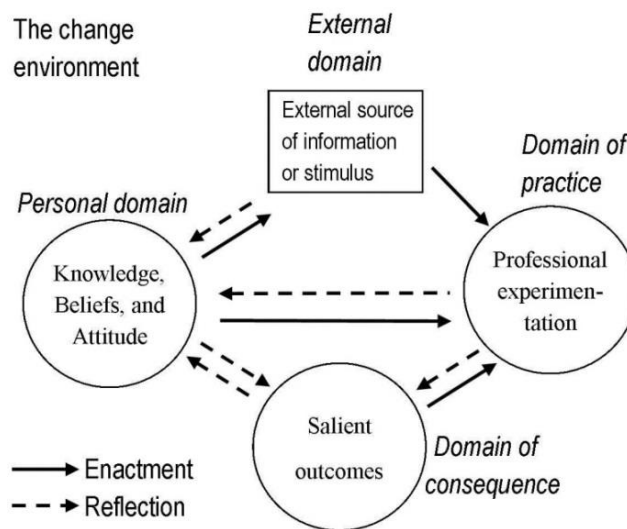 The change
environment
External
domain
External source
of information
or stimulus
Domain of
practice
Personal domain
Knowledge,
Beliefs, and
Attitude
Professional
experimen-
tation
Salient
outcomes
Domain of
consequence
Enactment
Reflection